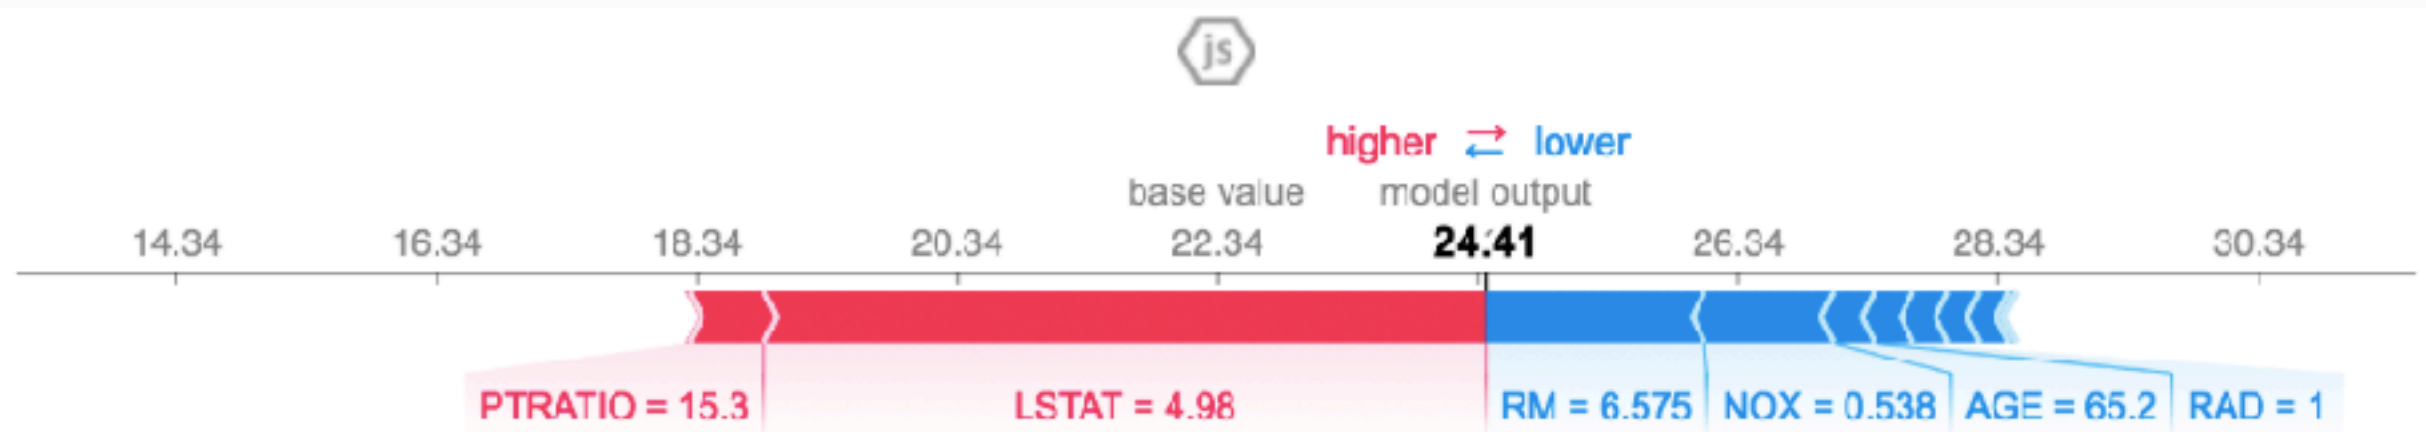 js
higher ⇄ lower
base value model output
14.34 16.34 18.34 20.34 22.34 24.41 26.34 28.34 30.34
PTRATIO = 15.3 LSTAT = 4.98 RM = 6.575 NOX = 0.538 AGE = 65.2 RAD = 1